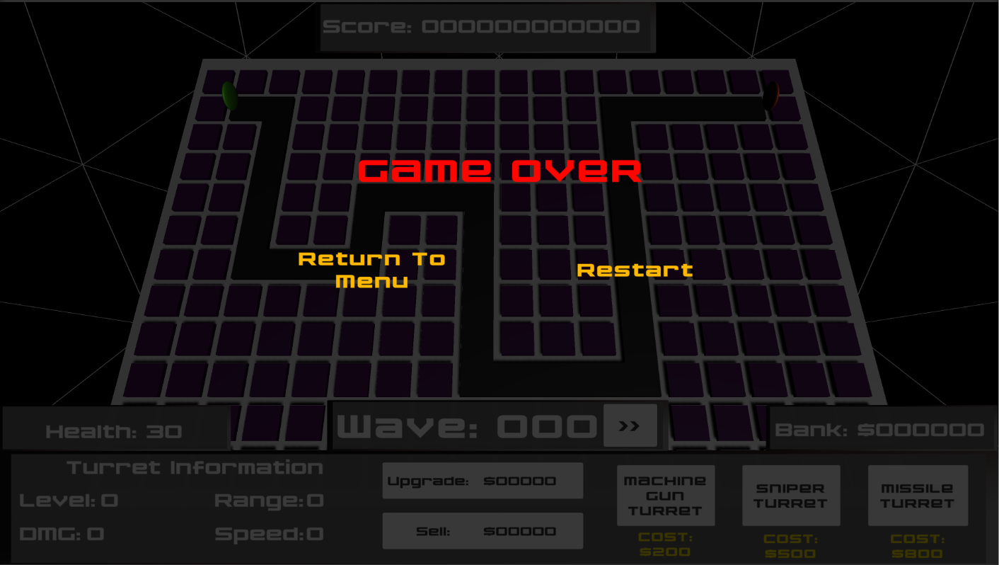 Score: 000000000000
Game Over
Return To
Menu
Restart
Health: 30
Wave: 000
>>
Bank: $000000
Turret Information
Level: 0
Range: 0
DMG: 0
Speed: 0
Upgrade: $00000
Sell: $00000
MACHINE
GUN
TURRET
COST:
$200
SNIPER
TURRET
COST:
$500
MISSILE
TURRET
COST:
$800